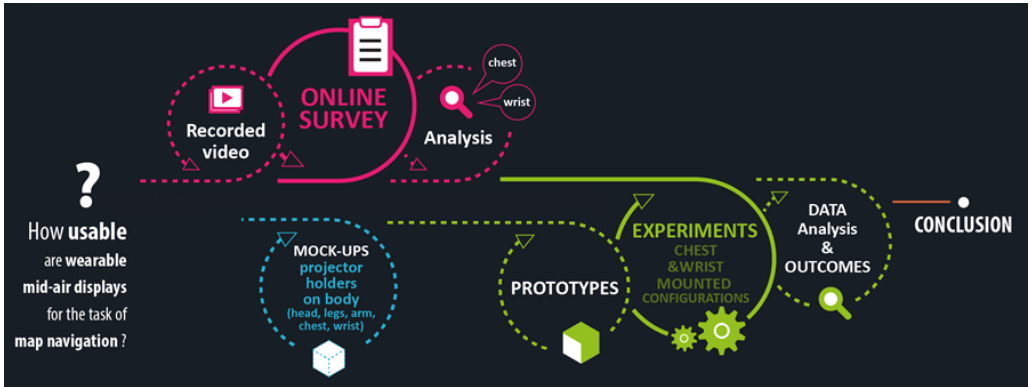 ?
How usable
are wearable
mid-air displays
for the task of
map navigation ?
Recorded
video
ONLINE
SURVEY
Analysis
chest
wrist
MOCK-UPS
projector
holders
on body
(head, legs, arm,
chest, wrist)
PROTOTYPES
EXPERIMENTS
CHEST
&WRIST
MOUNTED
CONFIGURATIONS
DATA
Analysis
&
OUTCOMES
CONCLUSION